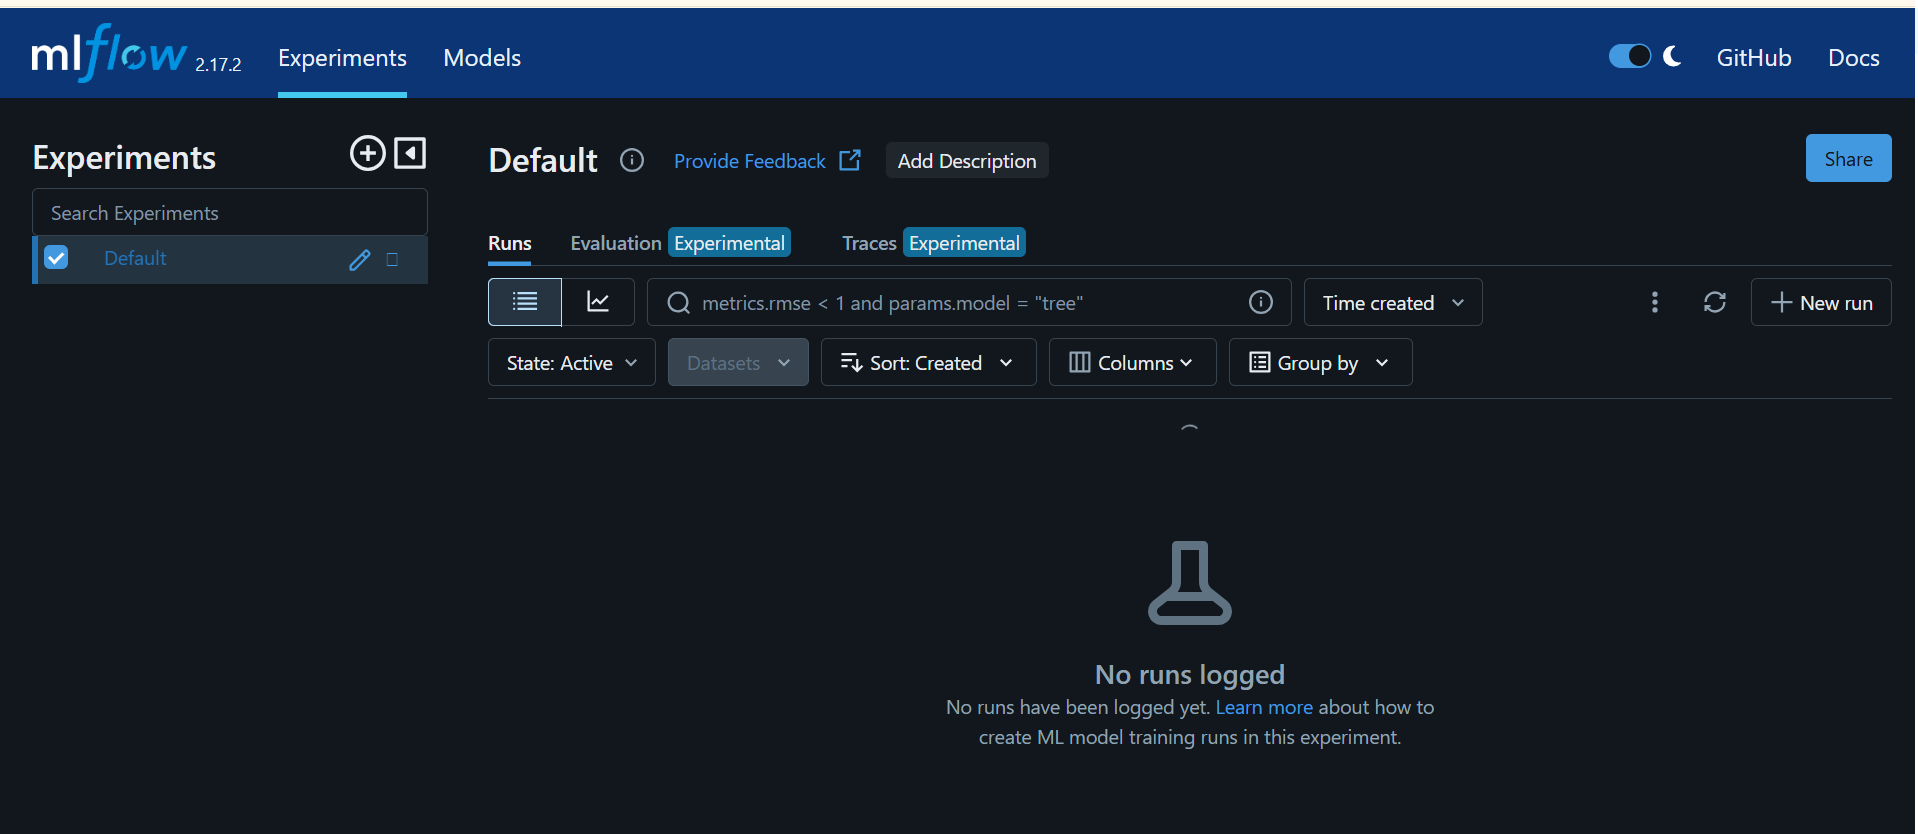 mlflow 2.17.2 Experiments Models GitHub Docs
Experiments
Search Experiments
Default
Default Provide Feedback Add Description Share
Runs Evaluation Experimental Traces Experimental
metrics.rmse < 1 and params.model = "tree" Time created New run
State: Active Datasets Sort: Created Columns Group by
No runs logged
No runs have been logged yet. Learn more about how to
create ML model training runs in this experiment.